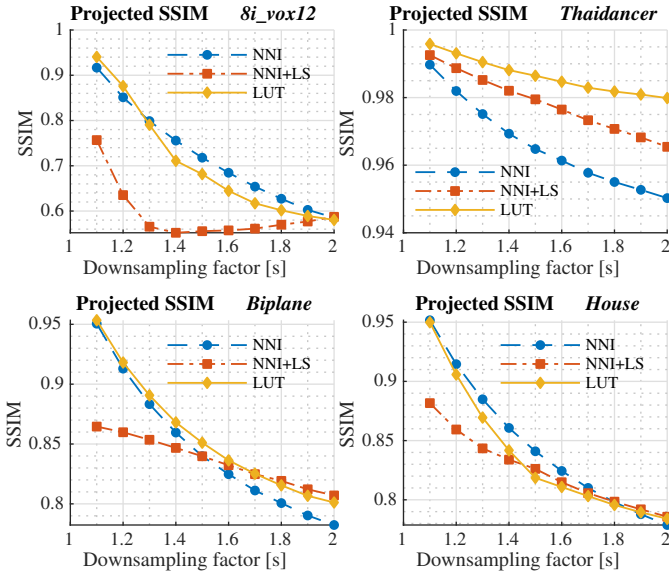 Projected SSIM 8i_vox12
1
0.9
0.8
0.7
0.6
SSIM
NNI
NNI+LS
LUT
1 1.2 1.4 1.6 1.8 2
Downsampling factor [s]
Projected SSIM Thaidancer
1
0.98
0.96
0.94
SSIM
NNI
NNI+LS
LUT
1 1.2 1.4 1.6 1.8 2
Downsampling factor [s]
Projected SSIM Biplane
0.95
0.9
0.85
0.8
SSIM
NNI
NNI+LS
LUT
1 1.2 1.4 1.6 1.8 2
Downsampling factor [s]
Projected SSIM House
0.95
0.9
0.85
0.8
SSIM
NNI
NNI+LS
LUT
1 1.2 1.4 1.6 1.8 2
Downsampling factor [s]